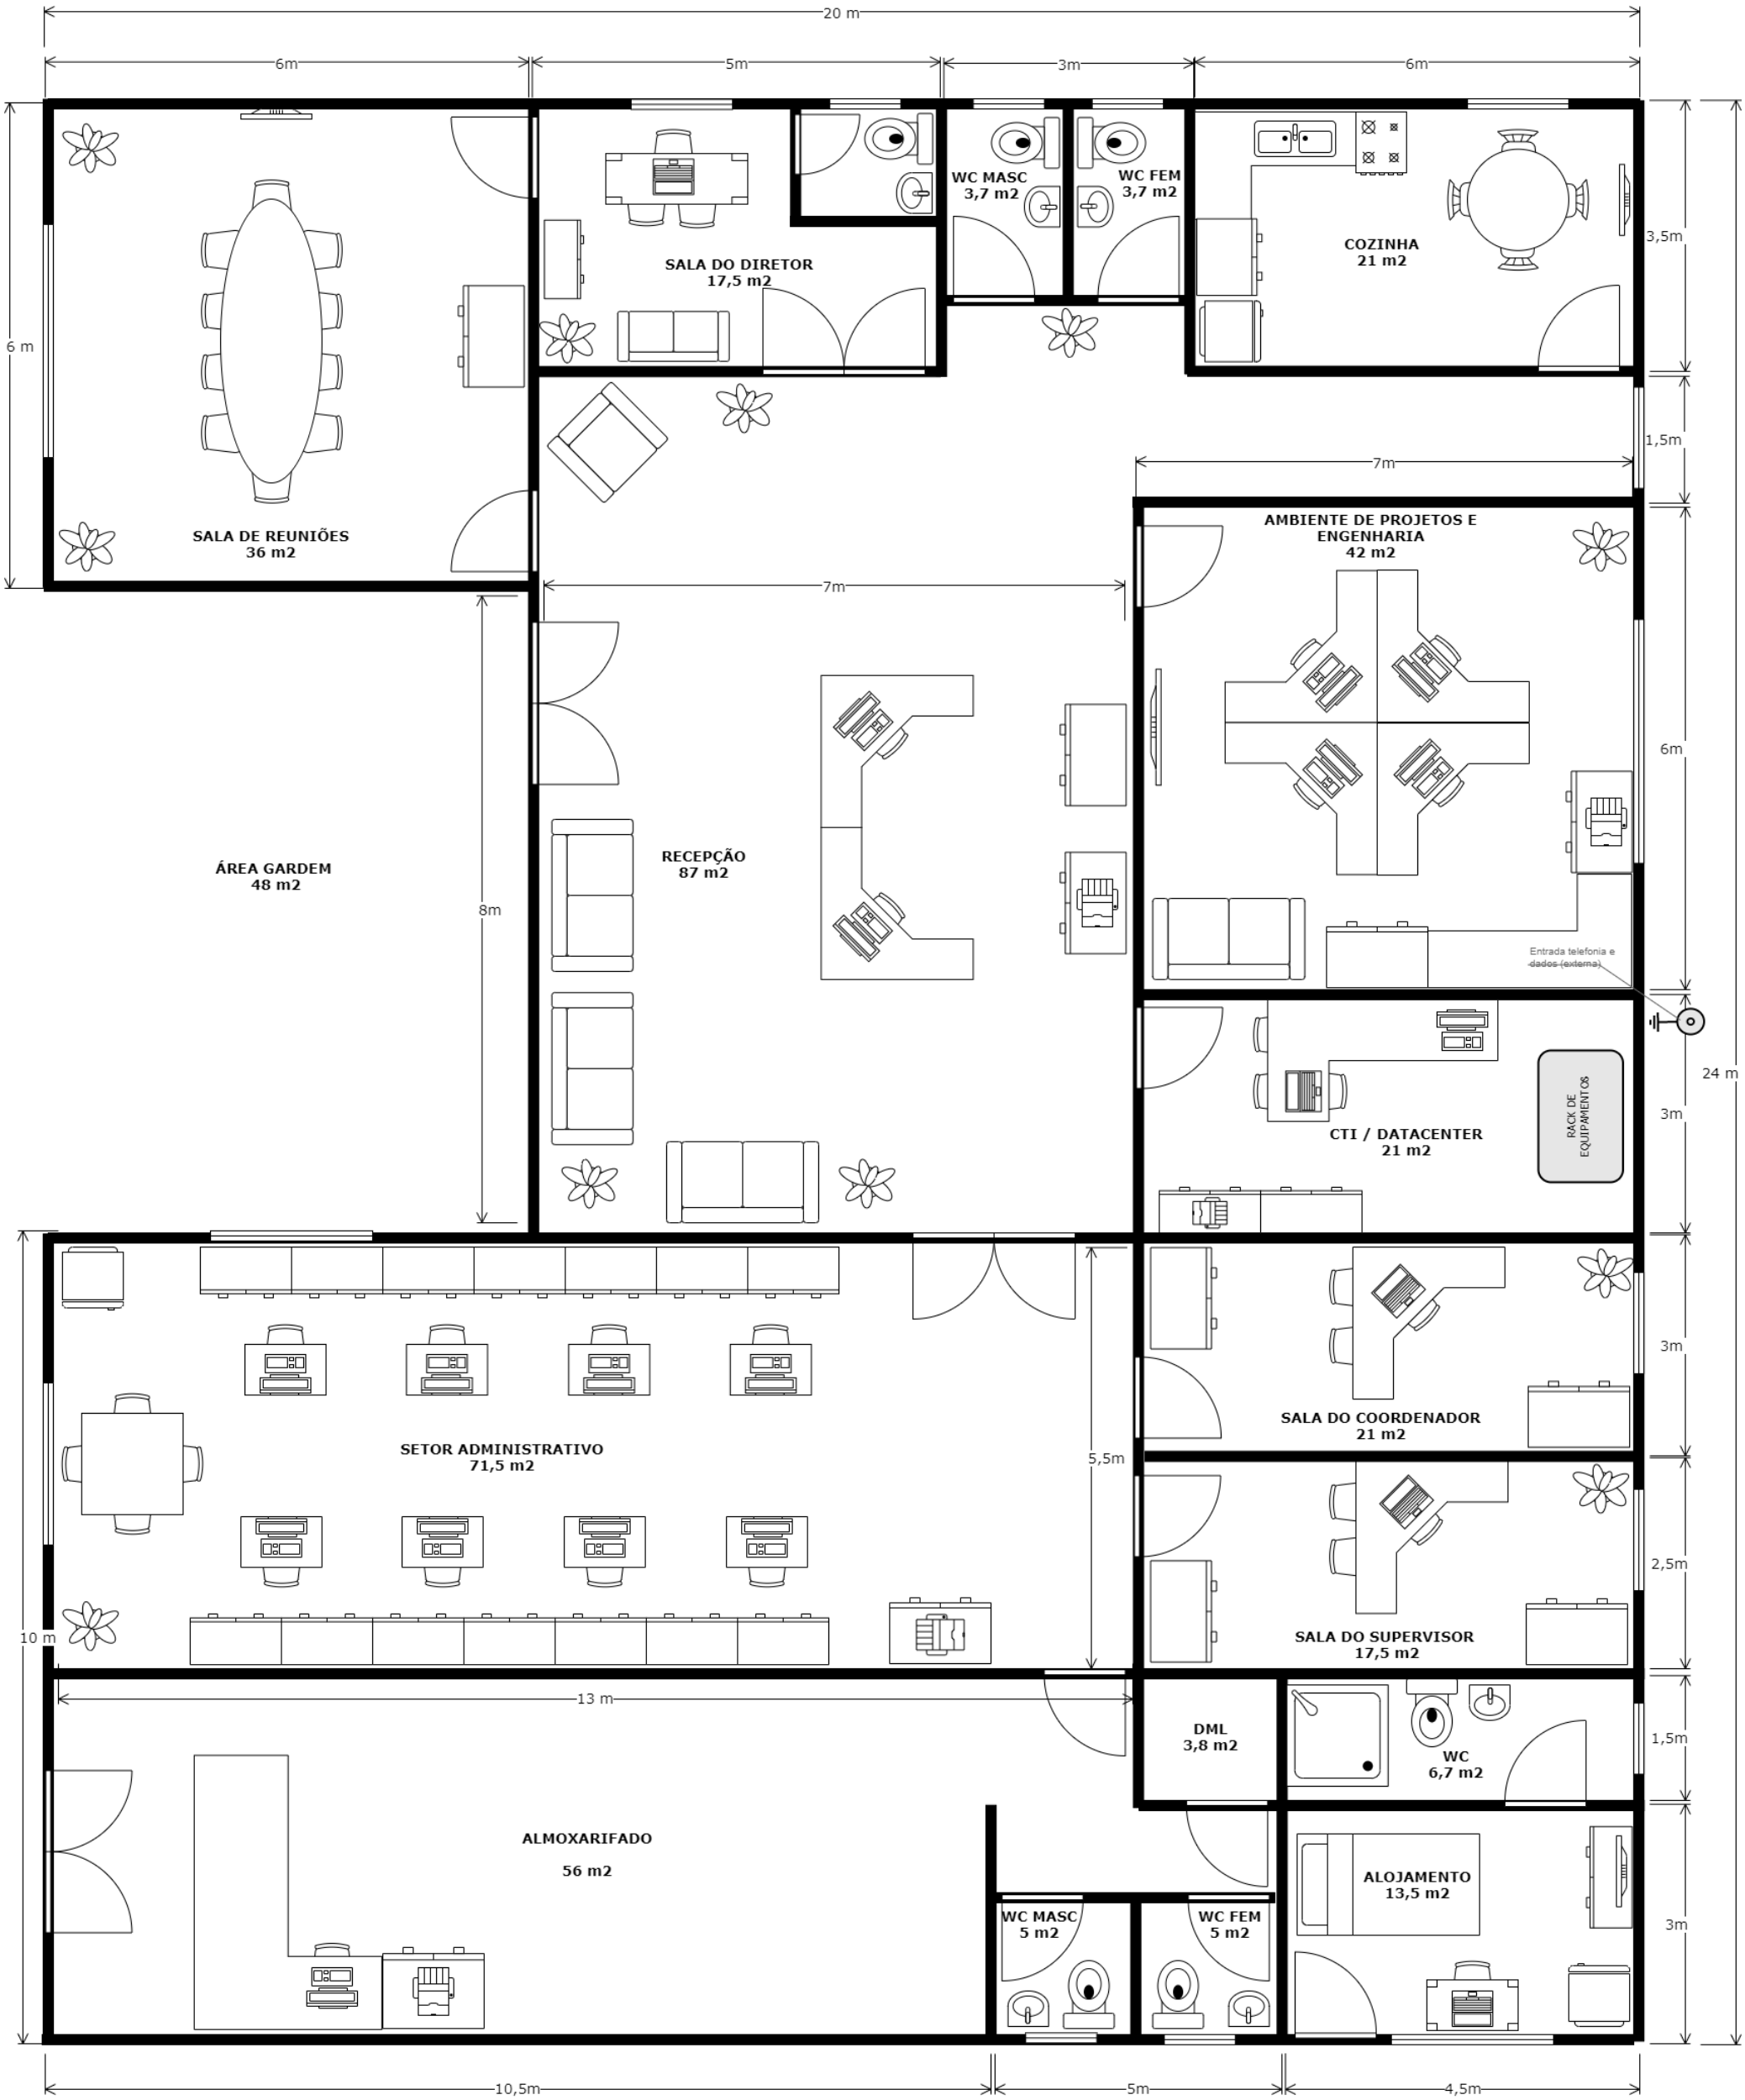 20 m
6m
5m
3m
6m
WC MASC
3,7 m2
WC FEM
3,7 m2
3,5m
COZINHA
21 m2
SALA DO DIRETOR
17,5 m2
6 m
1,5m
7m
SALA DE REUNIÕES
36 m2
AMBIENTE DE PROJETOS E
ENGENHARIA
42 m2
7m
6m
RECEPÇÃO
87 m2
ÁREA GARDEM
48 m2
8m
Entrada telefonia e
dados (externa)
24 m
RACK DE
EQUIPAMENTOS
3m
CTI / DATACENTER
21 m2
3m
SALA DO COORDENADOR
21 m2
SETOR ADMINISTRATIVO
71,5 m2
5,5m
2,5m
SALA DO SUPERVISOR
17,5 m2
10 m
13 m
DML
3,8 m2
1,5m
WC
6,7 m2
ALMOXARIFADO
56 m2
ALOJAMENTO
13,5 m2
WC MASC
5 m2
WC FEM
5 m2
3m
10,5m
5m
4,5m